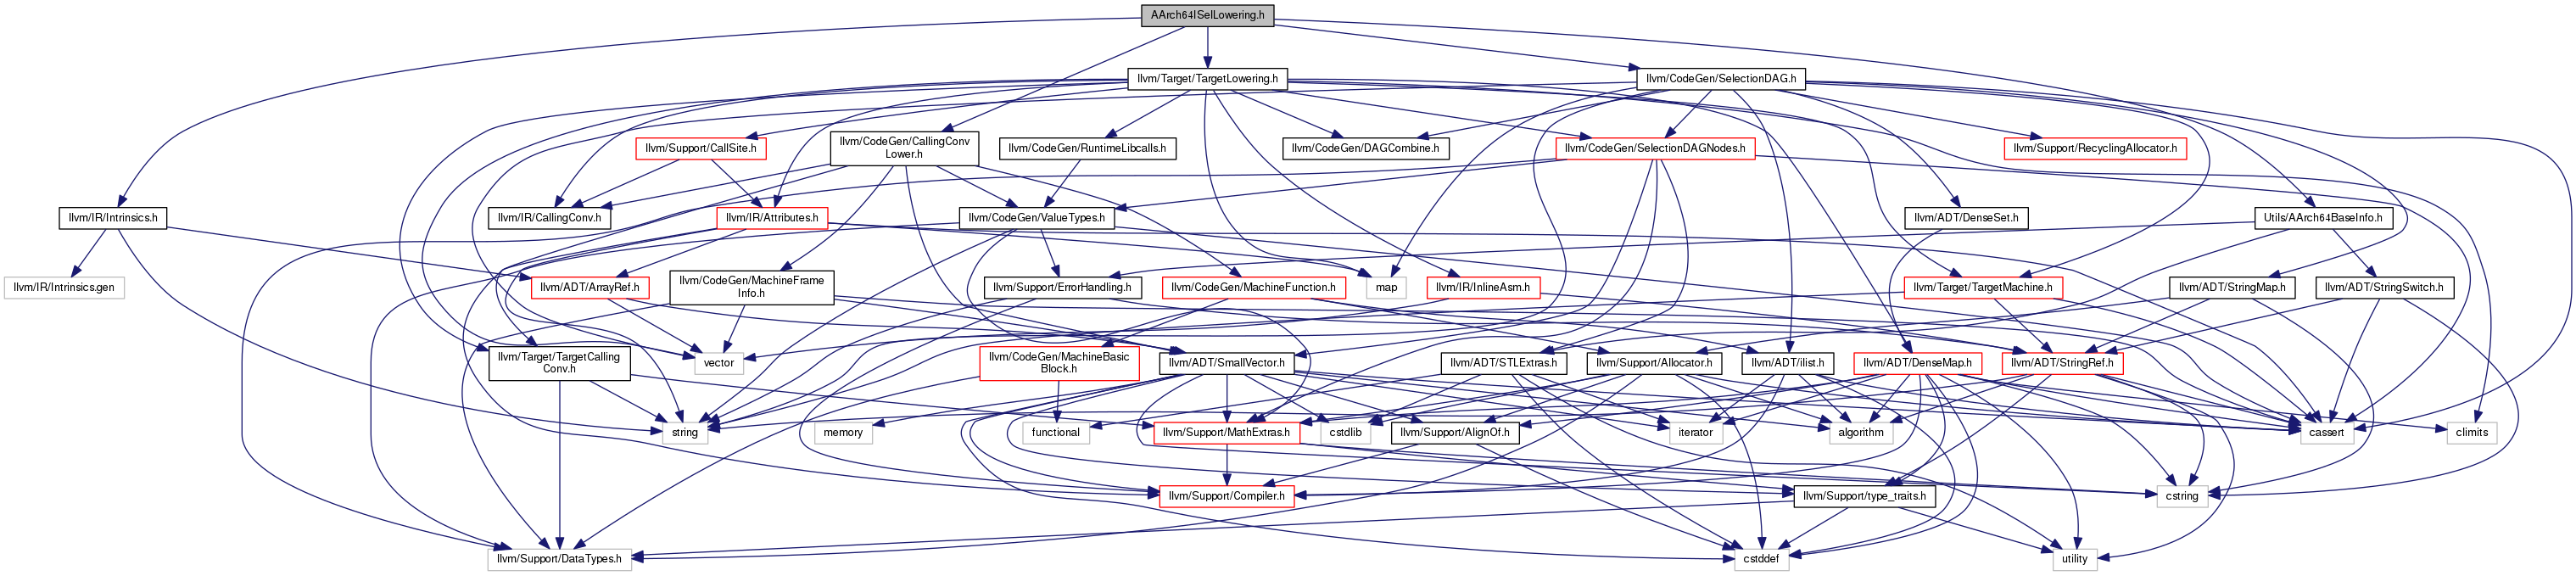 AArch64ISelLowering.h
llvm/Target/TargetLowering.h
llvm/CodeGen/SelectionDAG.h
llvm/Support/CallSite.h
llvm/CodeGen/CallingConv
Lower.h
llvm/CodeGen/RuntimeLibcalls.h
llvm/CodeGen/DAGCombine.h
llvm/CodeGen/SelectionDAGNodes.h
llvm/Support/RecyclingAllocator.h
llvm/IR/Intrinsics.h
llvm/IR/CallingConv.h
llvm/IR/Attributes.h
llvm/CodeGen/ValueTypes.h
llvm/ADT/DenseSet.h
Utils/AArch64BaseInfo.h
llvm/IR/Intrinsics.gen
llvm/ADT/ArrayRef.h
llvm/CodeGen/MachineFrame
Info.h
llvm/Support/ErrorHandling.h
llvm/CodeGen/MachineFunction.h
map
llvm/IR/InlineAsm.h
llvm/Target/TargetMachine.h
llvm/ADT/StringMap.h
llvm/ADT/StringSwitch.h
llvm/Target/TargetCalling
Conv.h
vector
llvm/CodeGen/MachineBasic
Block.h
llvm/ADT/SmallVector.h
llvm/ADT/STLExtras.h
llvm/Support/Allocator.h
llvm/ADT/ilist.h
llvm/ADT/DenseMap.h
llvm/ADT/StringRef.h
string
memory
functional
llvm/Support/MathExtras.h
cstdlib
llvm/Support/AlignOf.h
iterator
algorithm
cassert
climits
llvm/Support/Compiler.h
llvm/Support/type_traits.h
cstring
llvm/Support/DataTypes.h
cstddef
utility